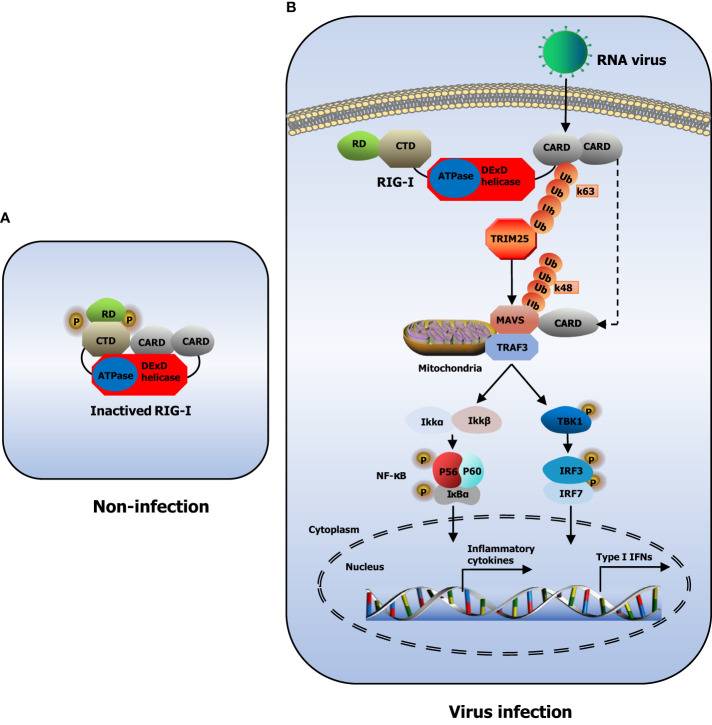 A
P
RD
P
CTD
CARD
CARD
ATPase
DExD
helicase
Inactived RIG-I
Non-infection
B
RNA virus
RD
CTD
CARD
CARD
RIG-I
ATPase
DExD
helicase
Ub
Ub
k63
Ub
Ub
TRIM25
Ub
Ub
k48
Ub
Ub
MAVS
CARD
TRAF3
Mitochondria
Ikkα
Ikkβ
TBK1
P
P
NF-κB
P56
P60
P
IκBα
P
IRF3
P
IRF7
Cytoplasm
Nucleus
Inflammatory
cytokines
Type I IFNs
Virus infection